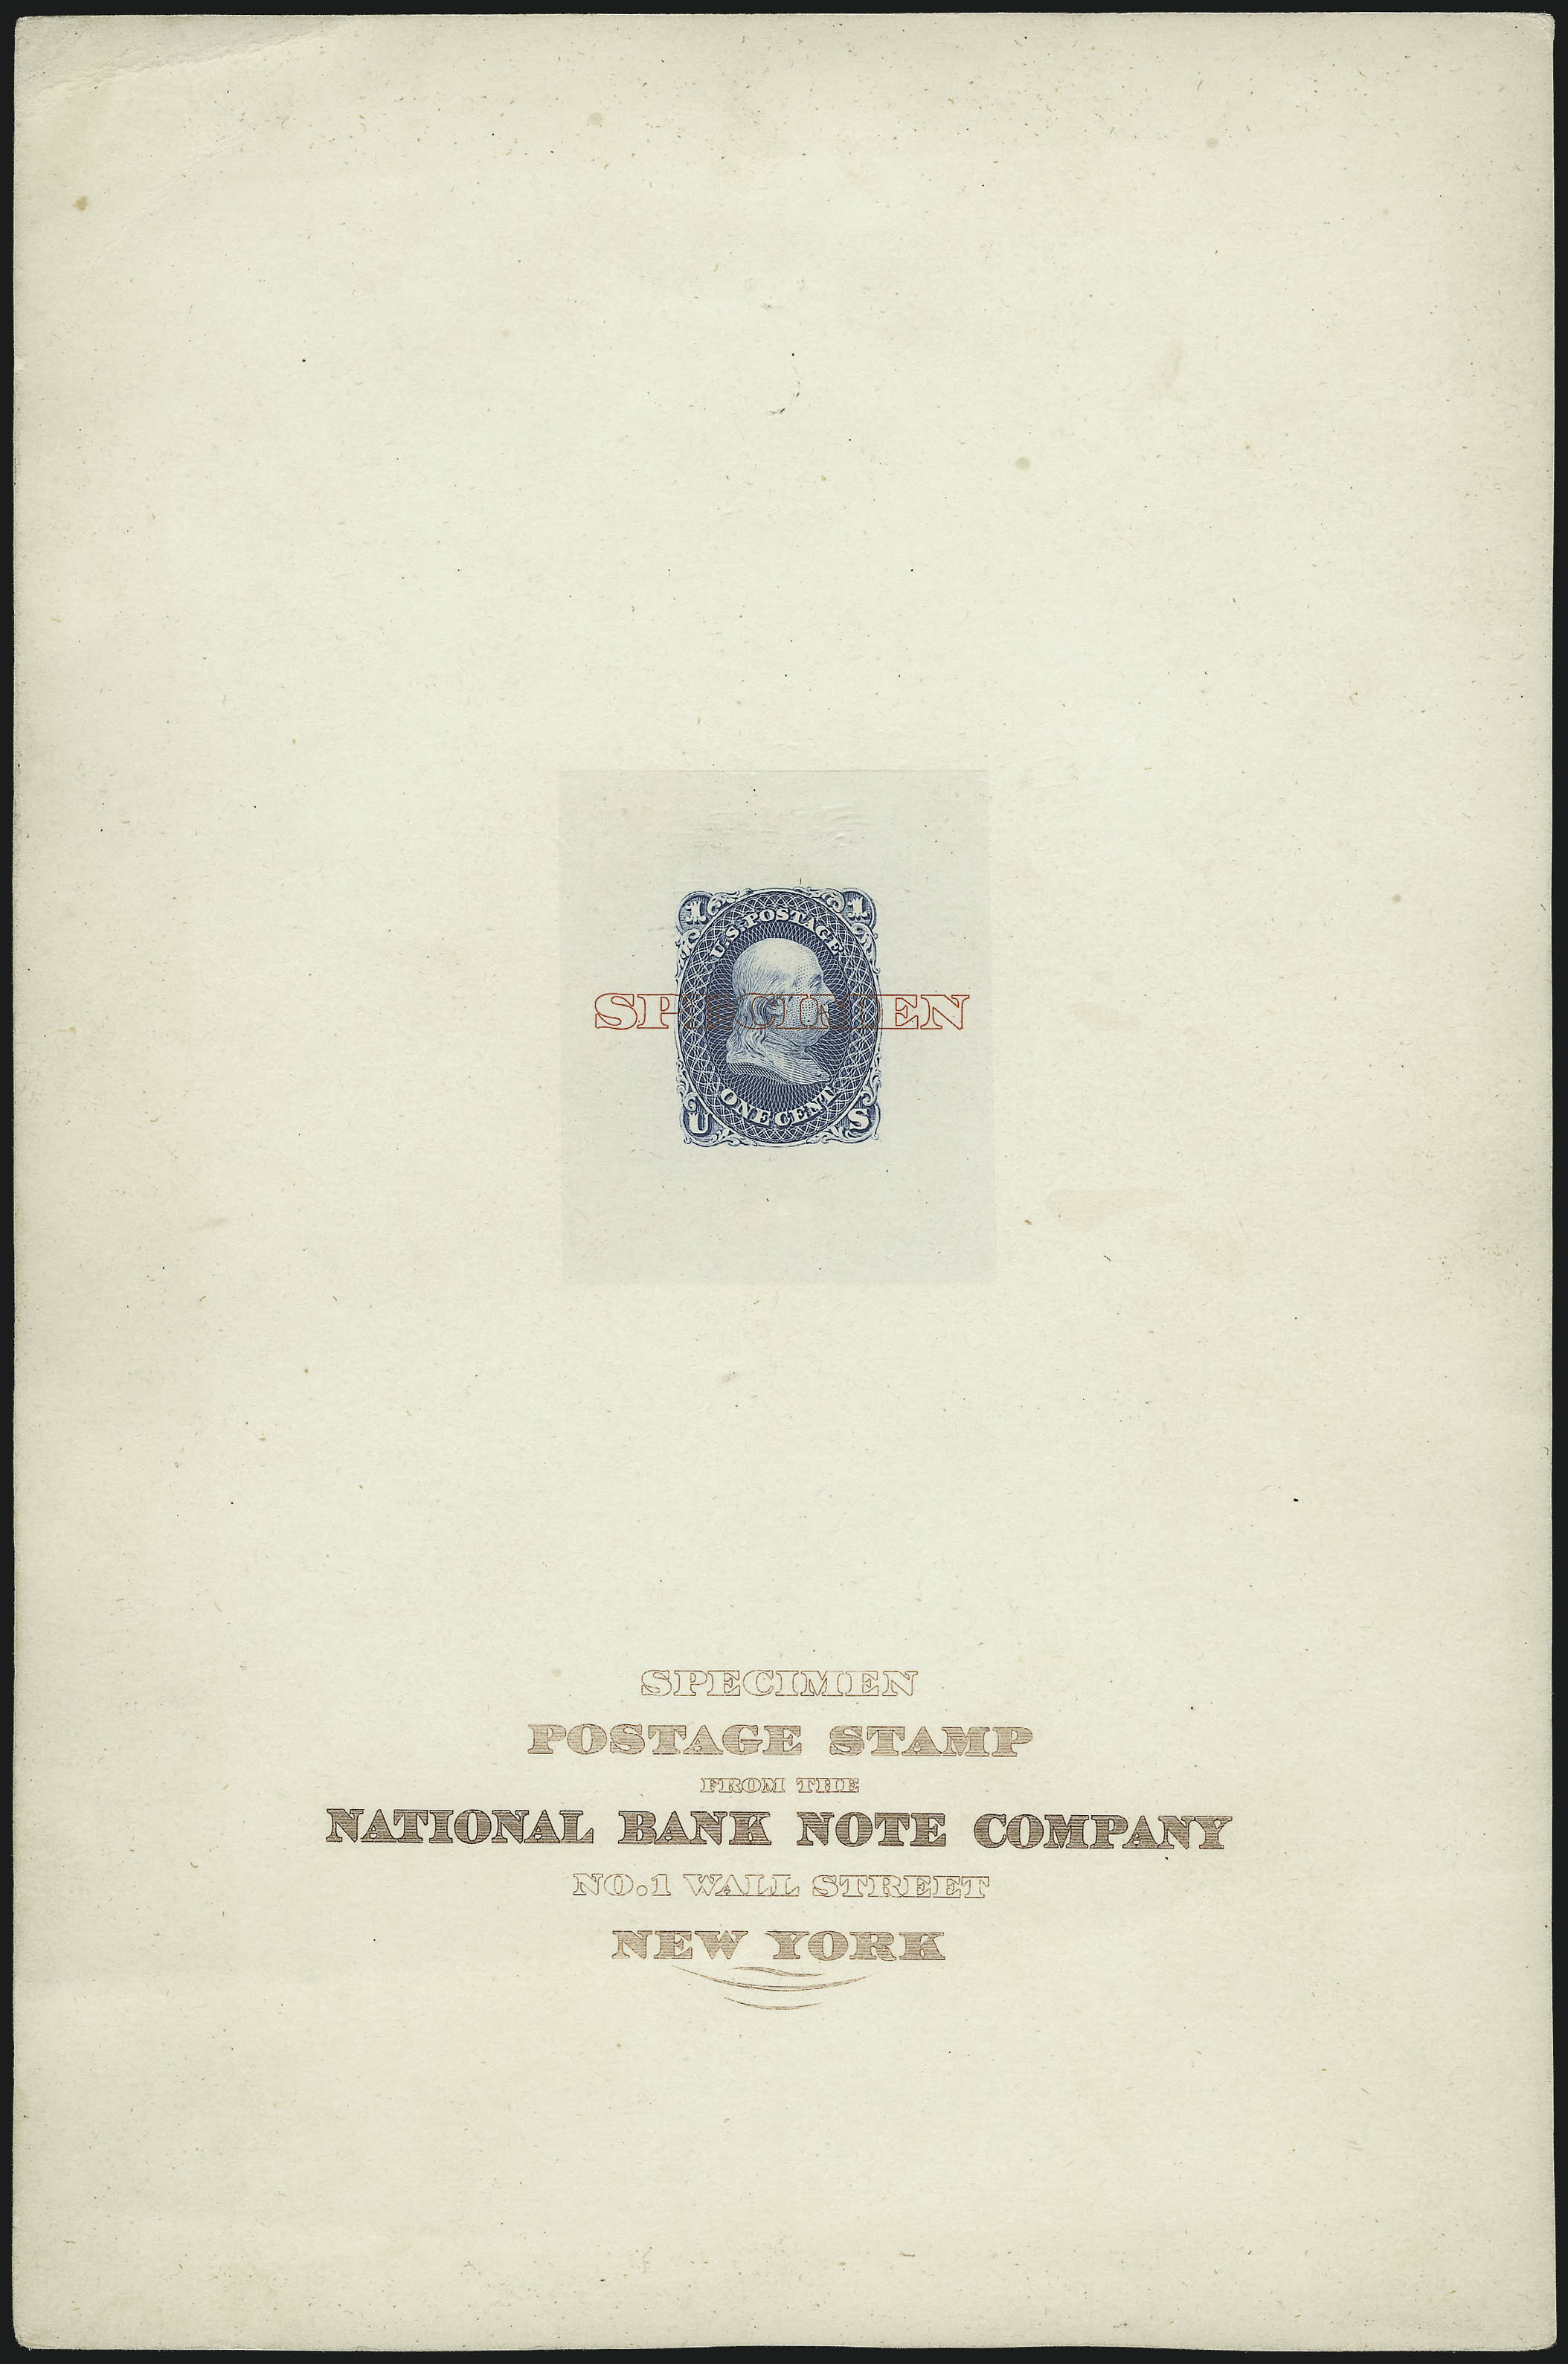 1 1
U.S. POSTAGE
SPECIMEN
ONE CENT
U S
SPECIMEN
POSTAGE STAMP
FROM THE
NATIONAL BANK NOTE COMPANY
NO.1 WALL STREET
NEW YORK